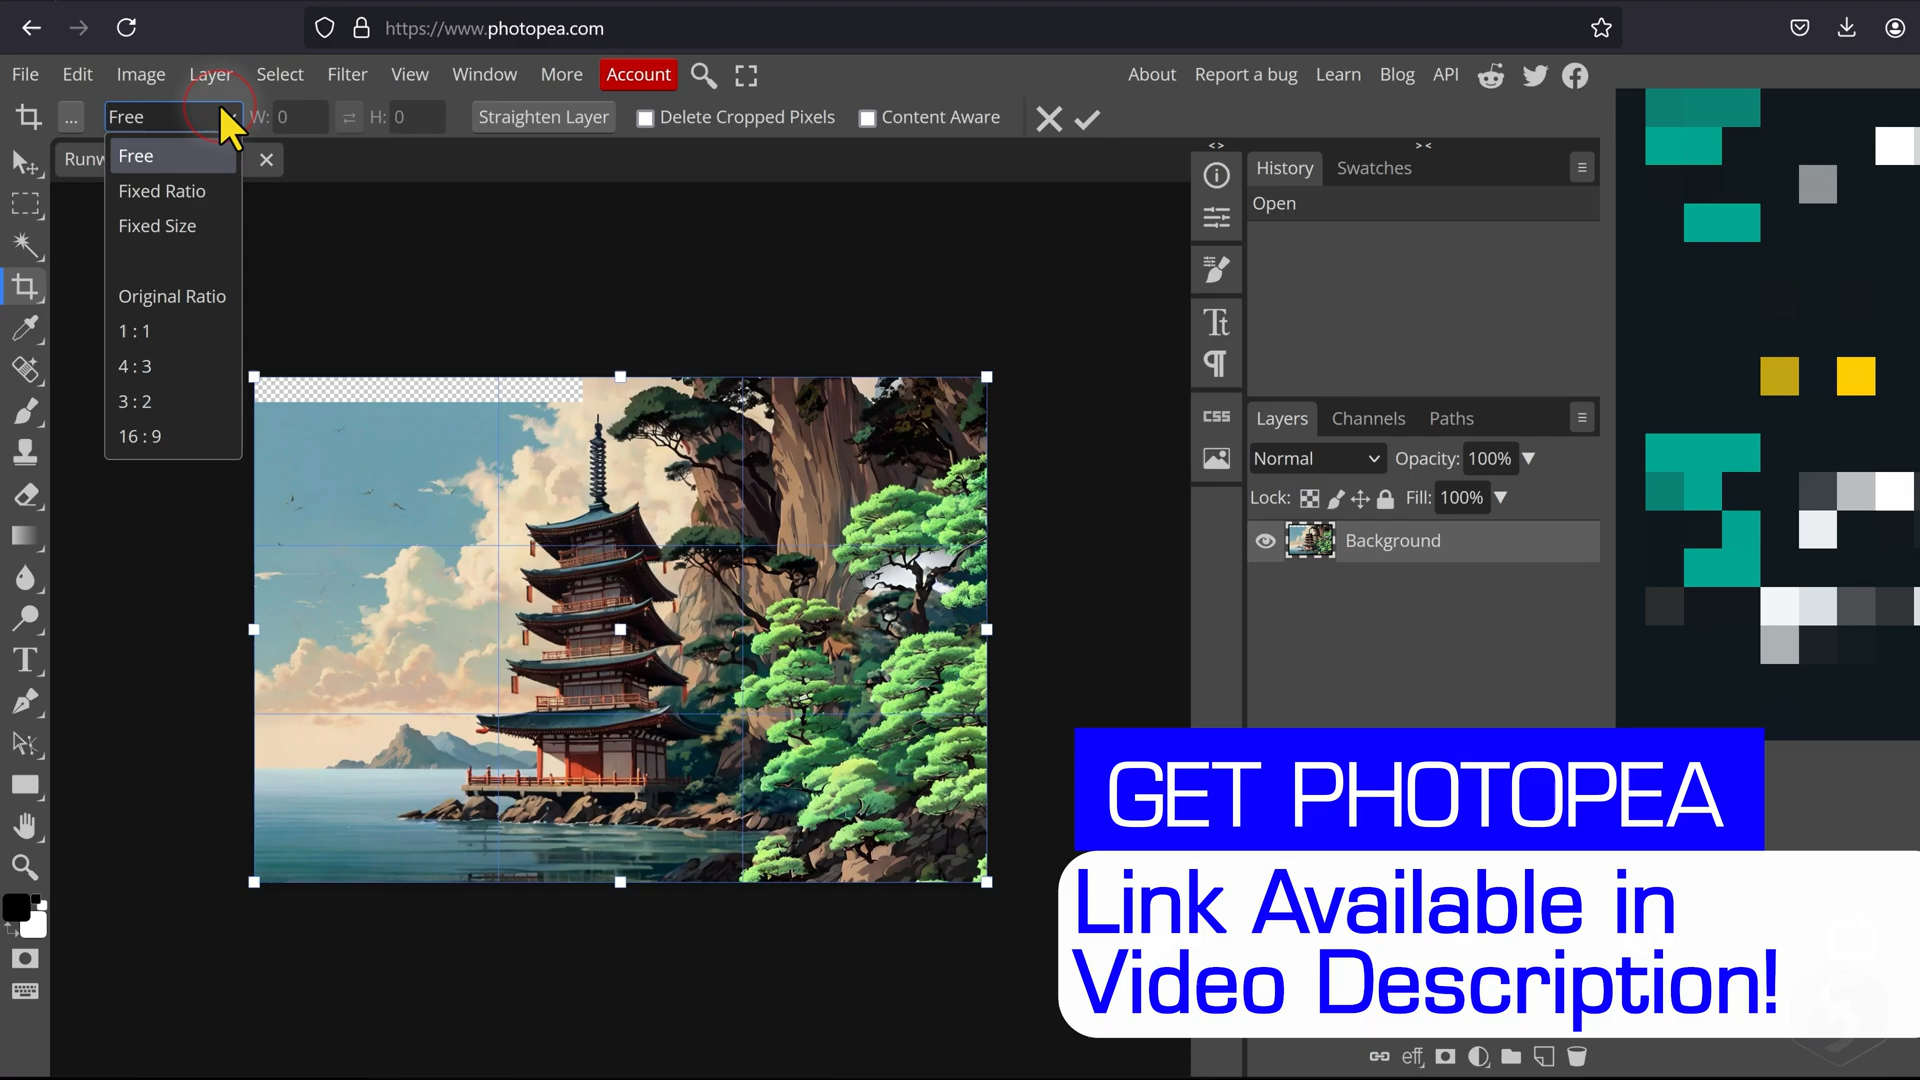 https://www.photopea.com
File Edit Image Layer Select Filter View Window More Account About Report a bug Learn Blog API
... Free W: 0 H: 0 Straighten Layer Delete Cropped Pixels Content Aware
Runw
Free
Fixed Ratio
Fixed Size
Original Ratio
1 : 1
4 : 3
3 : 2
16 : 9
History Swatches
Open
CSS
Layers Channels Paths
Normal Opacity: 100%
Lock: Fill: 100%
Background
GET PHOTOPEA
Link Available in
Video Description!
eff